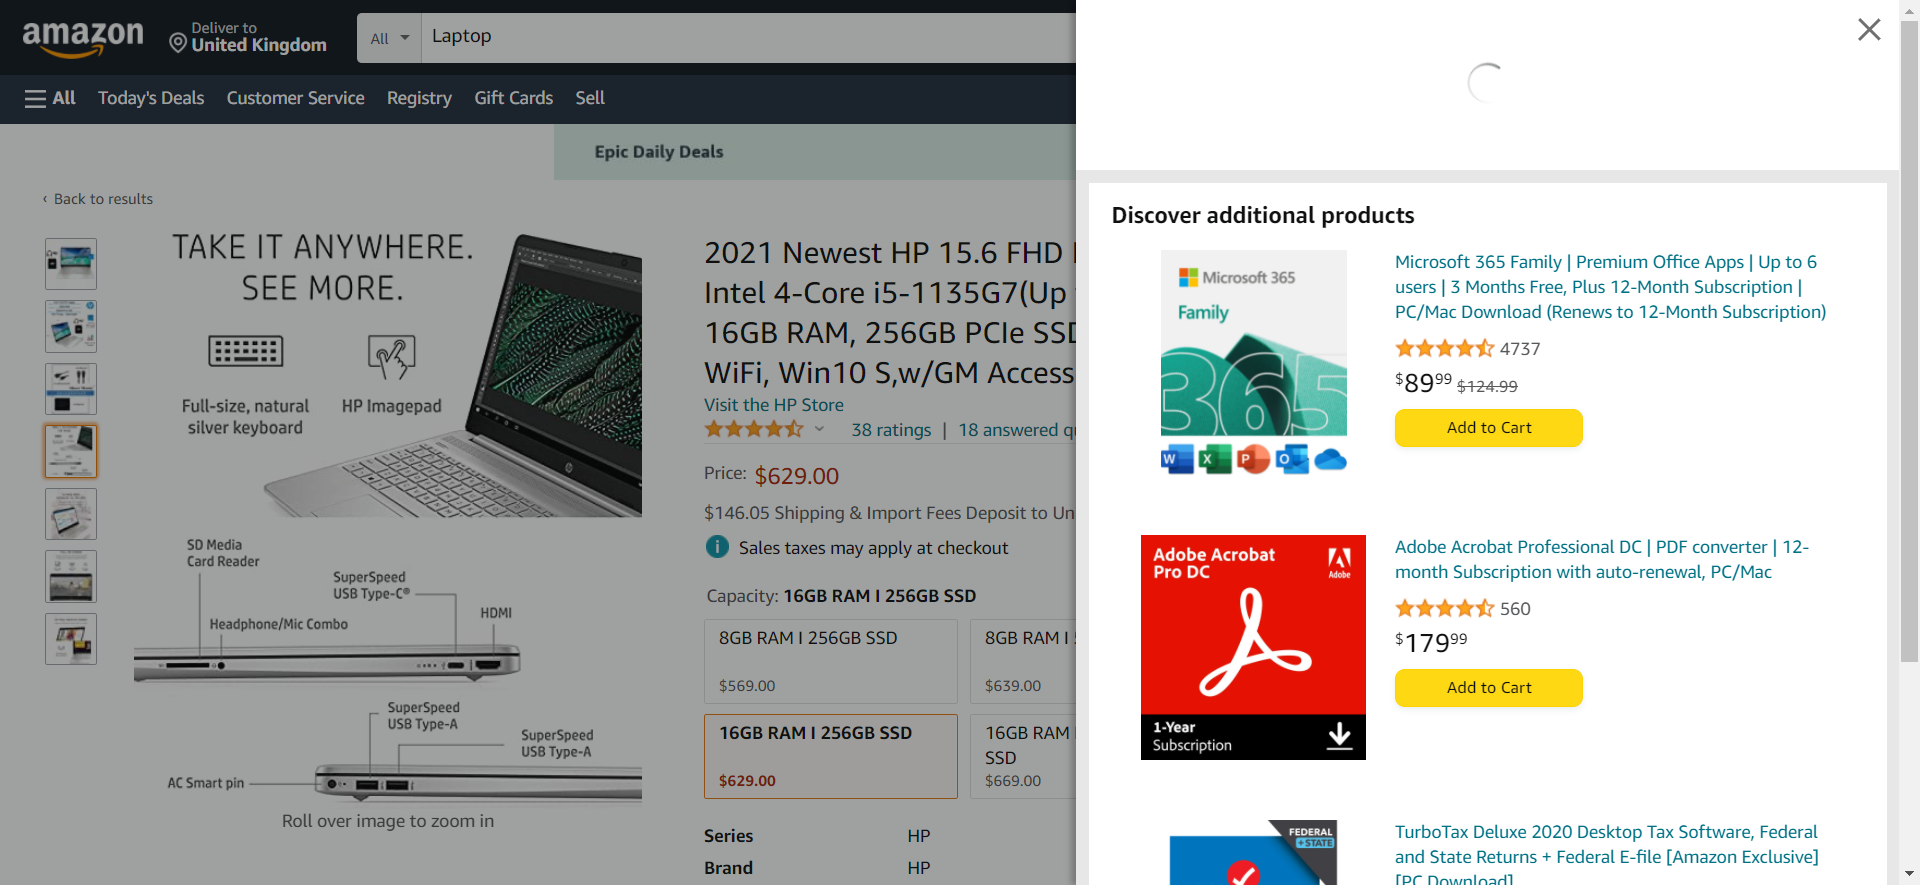 amazon
Deliver to
United Kingdom
All
Laptop
All
Today's Deals
Customer Service
Registry
Gift Cards
Sell
Epic Daily Deals
‹ Back to results
TAKE IT ANYWHERE.
SEE MORE.
Full-size, natural
silver keyboard
HP Imagepad
SD Media
Card Reader
SuperSpeed
USB Type-C®
HDMI
Headphone/Mic Combo
SuperSpeed
USB Type-A
SuperSpeed
USB Type-A
AC Smart pin
Roll over image to zoom in
2021 Newest HP 15.6 FHD
Intel 4-Core i5-1135G7(Up
16GB RAM, 256GB PCIe SSD
WiFi, Win10 S,w/GM Access
Visit the HP Store
38 ratings | 18 answered
Price: $629.00
$146.05 Shipping & Import Fees Deposit to Un
Sales taxes may apply at checkout
Capacity: 16GB RAM I 256GB SSD
8GB RAM I 256GB SSD
$569.00
8GB RAM I
$639.00
16GB RAM I 256GB SSD
$629.00
16GB RAM
SSD
$669.00
Series HP
Brand HP
Discover additional products
Microsoft 365
Family
365
Microsoft 365 Family | Premium Office Apps | Up to 6
users | 3 Months Free, Plus 12-Month Subscription |
PC/Mac Download (Renews to 12-Month Subscription)
4737
$89.99 $124.99
Add to Cart
Adobe Acrobat
Pro DC
Adobe
1-Year
Subscription
Adobe Acrobat Professional DC | PDF converter | 12-
month Subscription with auto-renewal, PC/Mac
560
$179.99
Add to Cart
FEDERAL
+STATE
TurboTax Deluxe 2020 Desktop Tax Software, Federal
and State Returns + Federal E-file [Amazon Exclusive]
[PC Download]